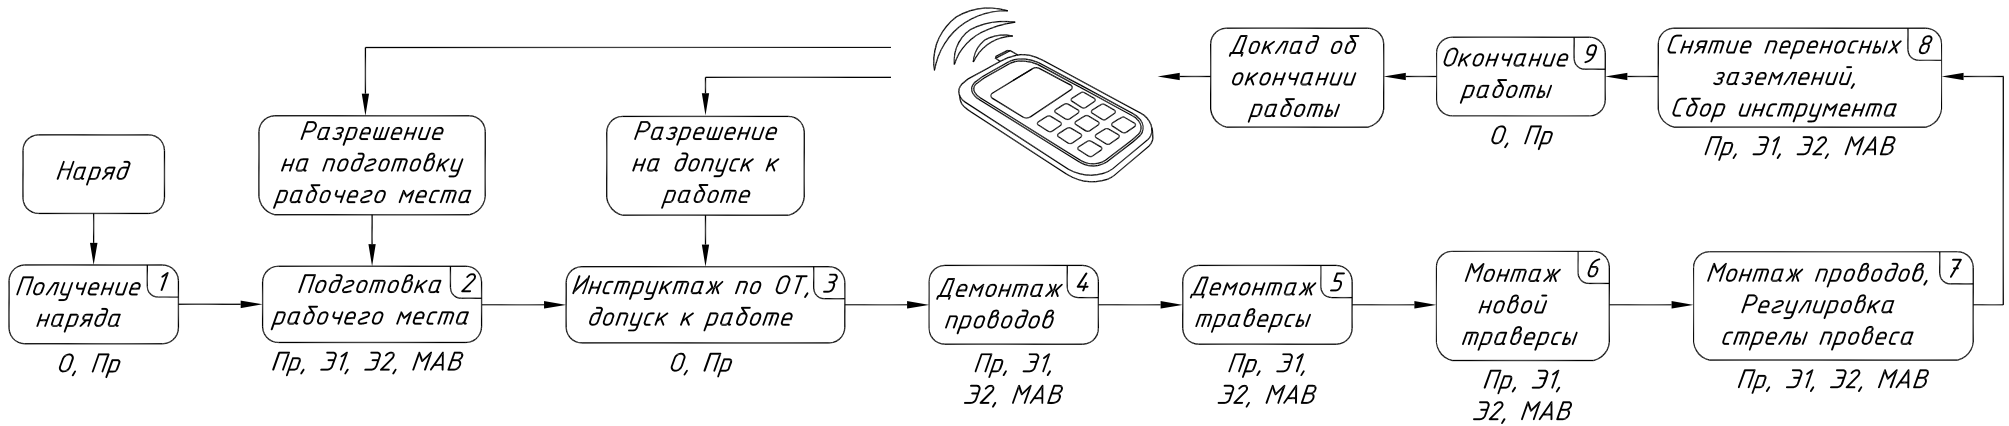 Наряд
Получение
наряда
1
О, Пр
Разрешение
на подготовку
рабочего места
Подготовка
рабочего места
2
Пр, Э1, Э2, МАВ
Разрешение
на допуск к
работе
Инструктаж по ОТ,
допуск к работе
3
О, Пр
Демонтаж
проводов
4
Пр, Э1,
Э2, МАВ
Демонтаж
траверсы
5
Пр, Э1,
Э2, МАВ
Монтаж
новой
траверсы
6
Пр, Э1,
Э2, МАВ
Монтаж проводов,
Регулировка
стрелы провеса
7
Пр, Э1, Э2, МАВ
Снятие переносных
заземлений,
Сбор инструмента
8
Пр, Э1, Э2, МАВ
Окончание
работы
9
О, Пр
Доклад об
окончании
работы